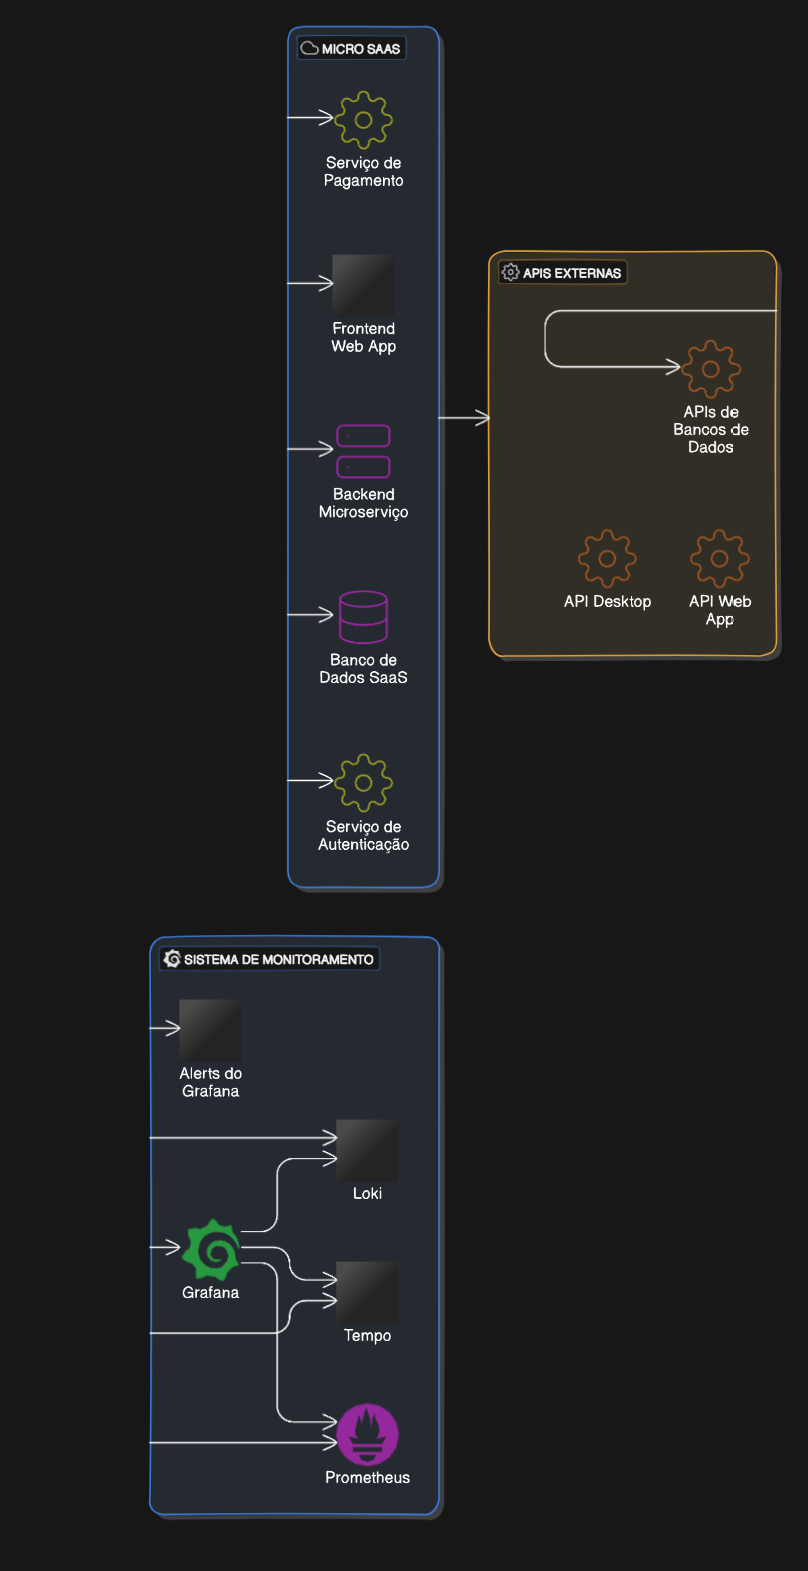 MICRO SAAS
Serviço de
Pagamento
Frontend
Web App
Backend
Microserviço
Banco de
Dados SaaS
Serviço de
Autenticação
APIS EXTERNAS
APIs de
Bancos de
Dados
API Desktop
API Web
App
SISTEMA DE MONITORAMENTO
Alerts do
Grafana
Loki
Grafana
Tempo
Prometheus